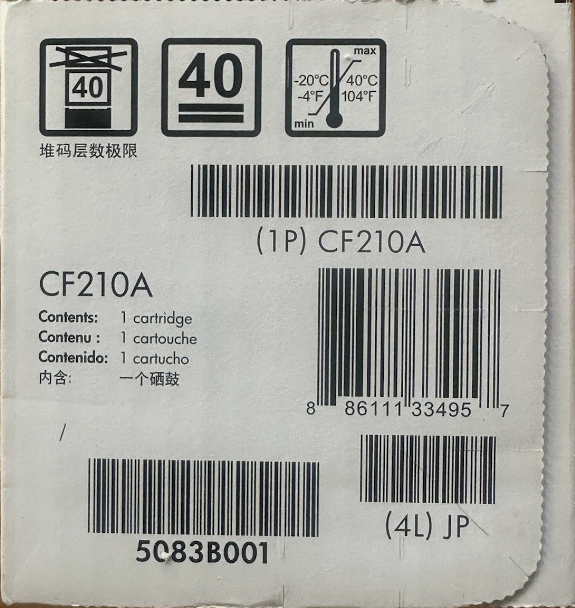 40
40
max
-20°C 40°C
-4°F 104°F
min
堆码层数极限
(1P) CF210A
CF210A
Contents: 1 cartridge
Contenu : 1 cartouche
Contenido: 1 cartucho
内含: 一个硒鼓
8 86111 33495 7
(4L) JP
5083B001